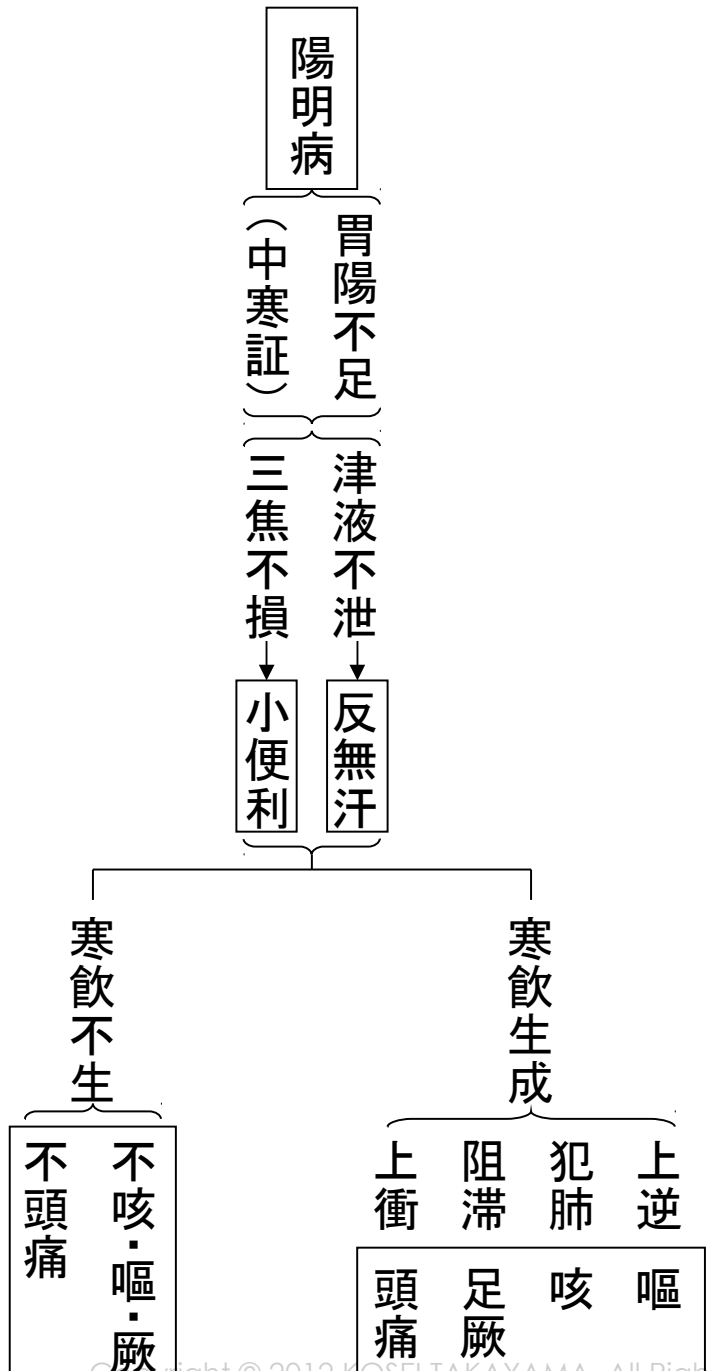 陽明病
胃陽不足
(中寒証)
津液不泄
三焦不損
反無汗
小便利
寒飲生成
上逆
嘔
犯肺
咳
阻滞
足厥
上衝
頭痛
寒飲不生
不咳・嘔・厥
不頭痛
Copyright © 2012 KOSEI TAKAYAMA All Righ